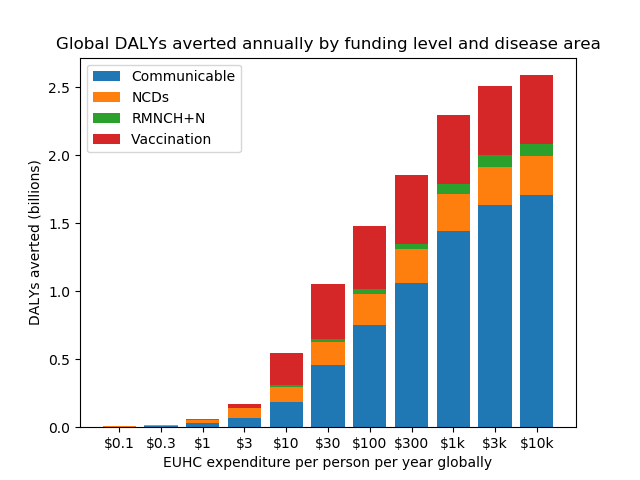 Global DALYs averted annually by funding level and disease area
Communicable
NCDs
RMNCH+N
Vaccination
DALYs averted (billions)
2.5
2.0
1.5
1.0
0.5
0.0
$0.1 $0.3 $1 $3 $10 $30 $100 $300 $1k $3k $10k
EUHC expenditure per person per year globally